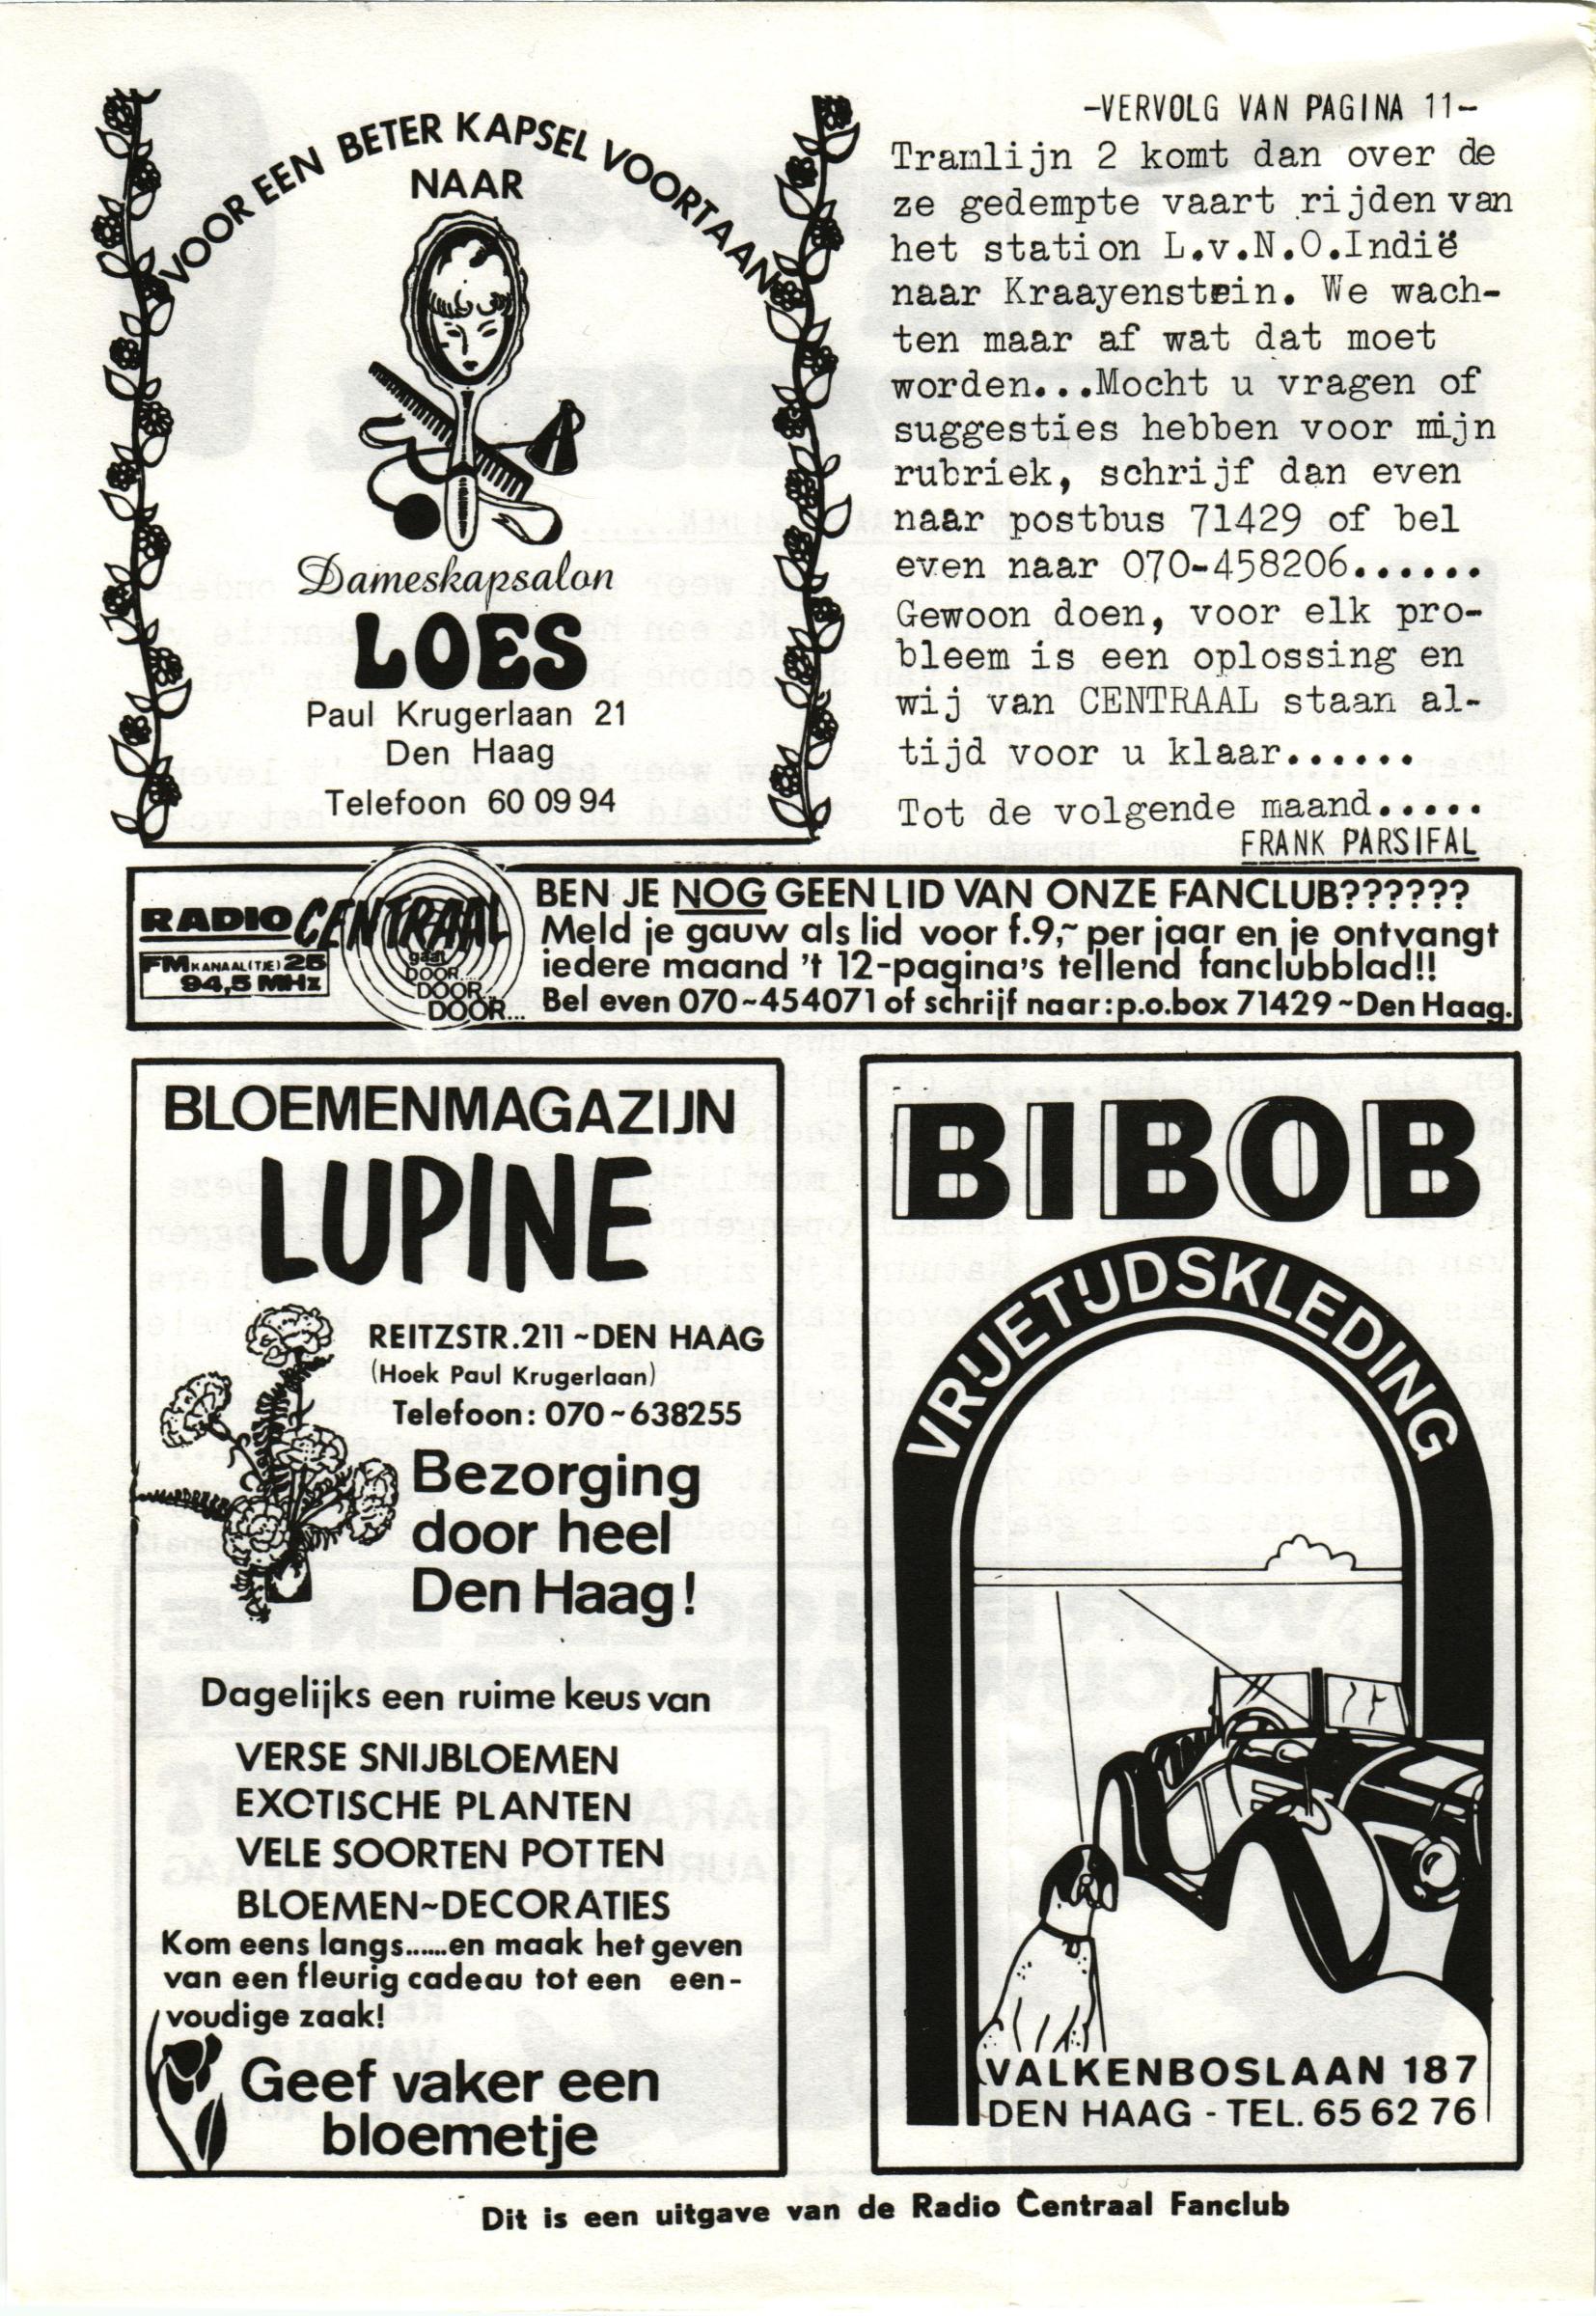 VOOR EEN BETER KAPSEL VOORTAAN
NAAR
Dameskapsalon
LOES
Paul Krugerlaan 21
Den Haag
Telefoon 60 09 94
-VERVOLG VAN PAGINA 11-
Tramlijn 2 komt dan over de
ze gedempte vaart rijden van
het station L.v.N.O.Indië
naar Kraayenstein. We wach-
ten maar af wat dat moet
worden...Mocht u vragen of
suggesties hebben voor mijn
rubriek, schrijf dan even
naar postbus 71429 of bel
even naar 070-458206......
Gewoon doen, voor elk pro-
bleem is een oplossing en
wij van CENTRAAL staan al-
tijd voor u klaar......
Tot de volgende maand.....
FRANK PARSIFAL
RADIO CENTRAAL
FM KANAAL(TJE) 25
94,5 MHz
gaat
DOOR....
DOOR..
DOOR...
BEN JE NOG GEEN LID VAN ONZE FANCLUB??????
Meld je gauw als lid voor f.9,~ per jaar en je ontvangt
iedere maand 't 12-pagina's tellend fanclubblad!!
Bel even 070~454071 of schrijf naar:p.o.box 71429~Den Haag.
BLOEMENMAGAZIJN
LUPINE
REITZSTR.211 ~DEN HAAG
(Hoek Paul Krugerlaan)
Telefoon: 070~638255
Bezorging
door heel
Den Haag!
Dagelijks een ruime keus van
VERSE SNIJBLOEMEN
EXOTISCHE PLANTEN
VELE SOORTEN POTTEN
BLOEMEN~DECORATIES
Kom eens langs......en maak het geven
van een fleurig cadeau tot een een-
voudige zaak!
Geef vaker een
bloemetje
BIBOB
VRIJETIJDSKLEDING
VALKENBOSLAAN 187
DEN HAAG - TEL. 65 62 76
Dit is een uitgave van de Radio Centraal Fanclub